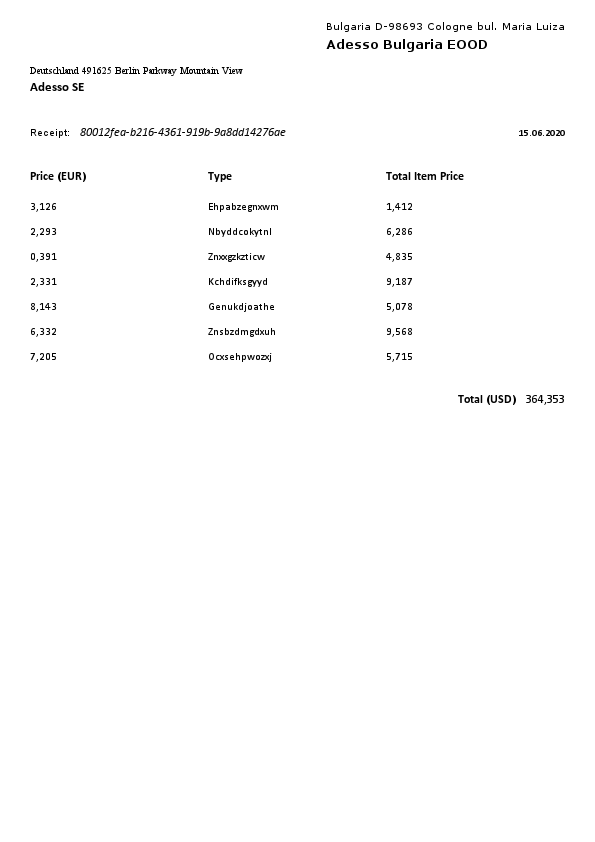 Bulgaria D-98693 Cologne bul. Maria Luiza
Adesso Bulgaria EOOD
Deutschland 491625 Berlin Parkway Mountain View
Adesso SE
Receipt: 80012fea-b216-4361-919b-9a8dd14276ae 15.06.2020
Price (EUR) Type Total Item Price
3,126 Ehpabzegnxwm 1,412
2,293 Nbyddcokytnl 6,286
0,391 Znxxgzkzticw 4,835
2,331 Kchdifksgyyd 9,187
8,143 Genukdjoathe 5,078
6,332 Znsbzdmgdxuh 9,568
7,205 Ocxsehpwozxj 5,715
Total (USD) 364,353